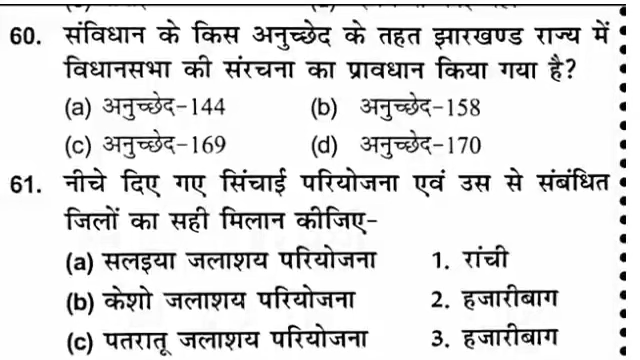 60. संविधान के किस अनुच्छेद के तहत झारखण्ड राज्य में
विधानसभा की संरचना का प्रावधान किया गया है?
(a) अनुच्छेद-144 (b) अनुच्छेद-158
(c) अनुच्छेद-169 (d) अनुच्छेद-170
61. नीचे दिए गए सिंचाई परियोजना एवं उस से संबंधित
जिलों का सही मिलान कीजिए-
(a) सलइया जलाशय परियोजना 1. रांची
(b) केशो जलाशय परियोजना 2. हजारीबाग
(c) पतरातू जलाशय परियोजना 3. हजारीबाग